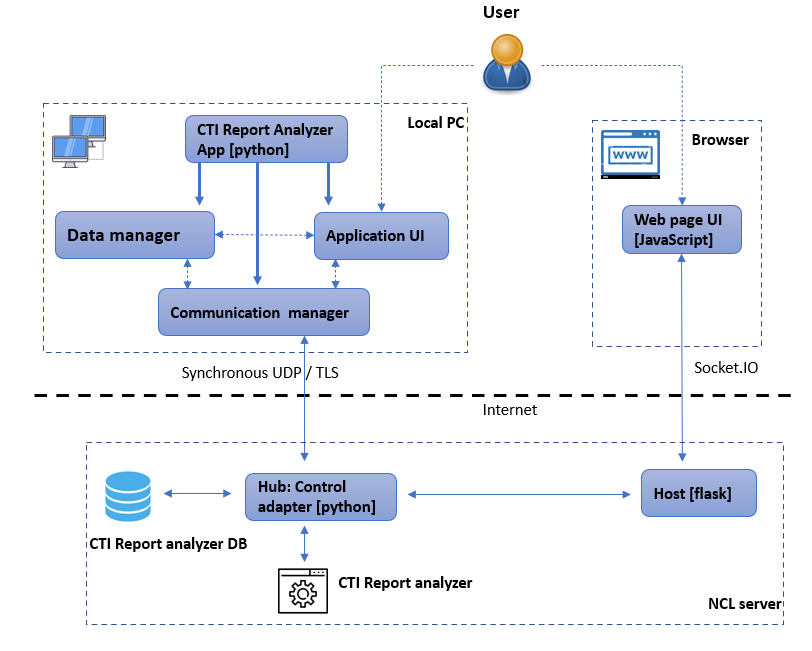 User
Local PC
CTI Report Analyzer
App [python]
Browser
www
Data manager
Application UI
Web page UI
[JavaScript]
Communication  manager
Synchronous UDP / TLS
Socket.IO
Internet
Hub: Control
adapter [python]
Host [flask]
CTI Report analyzer DB
CTI Report analyzer
NCL server